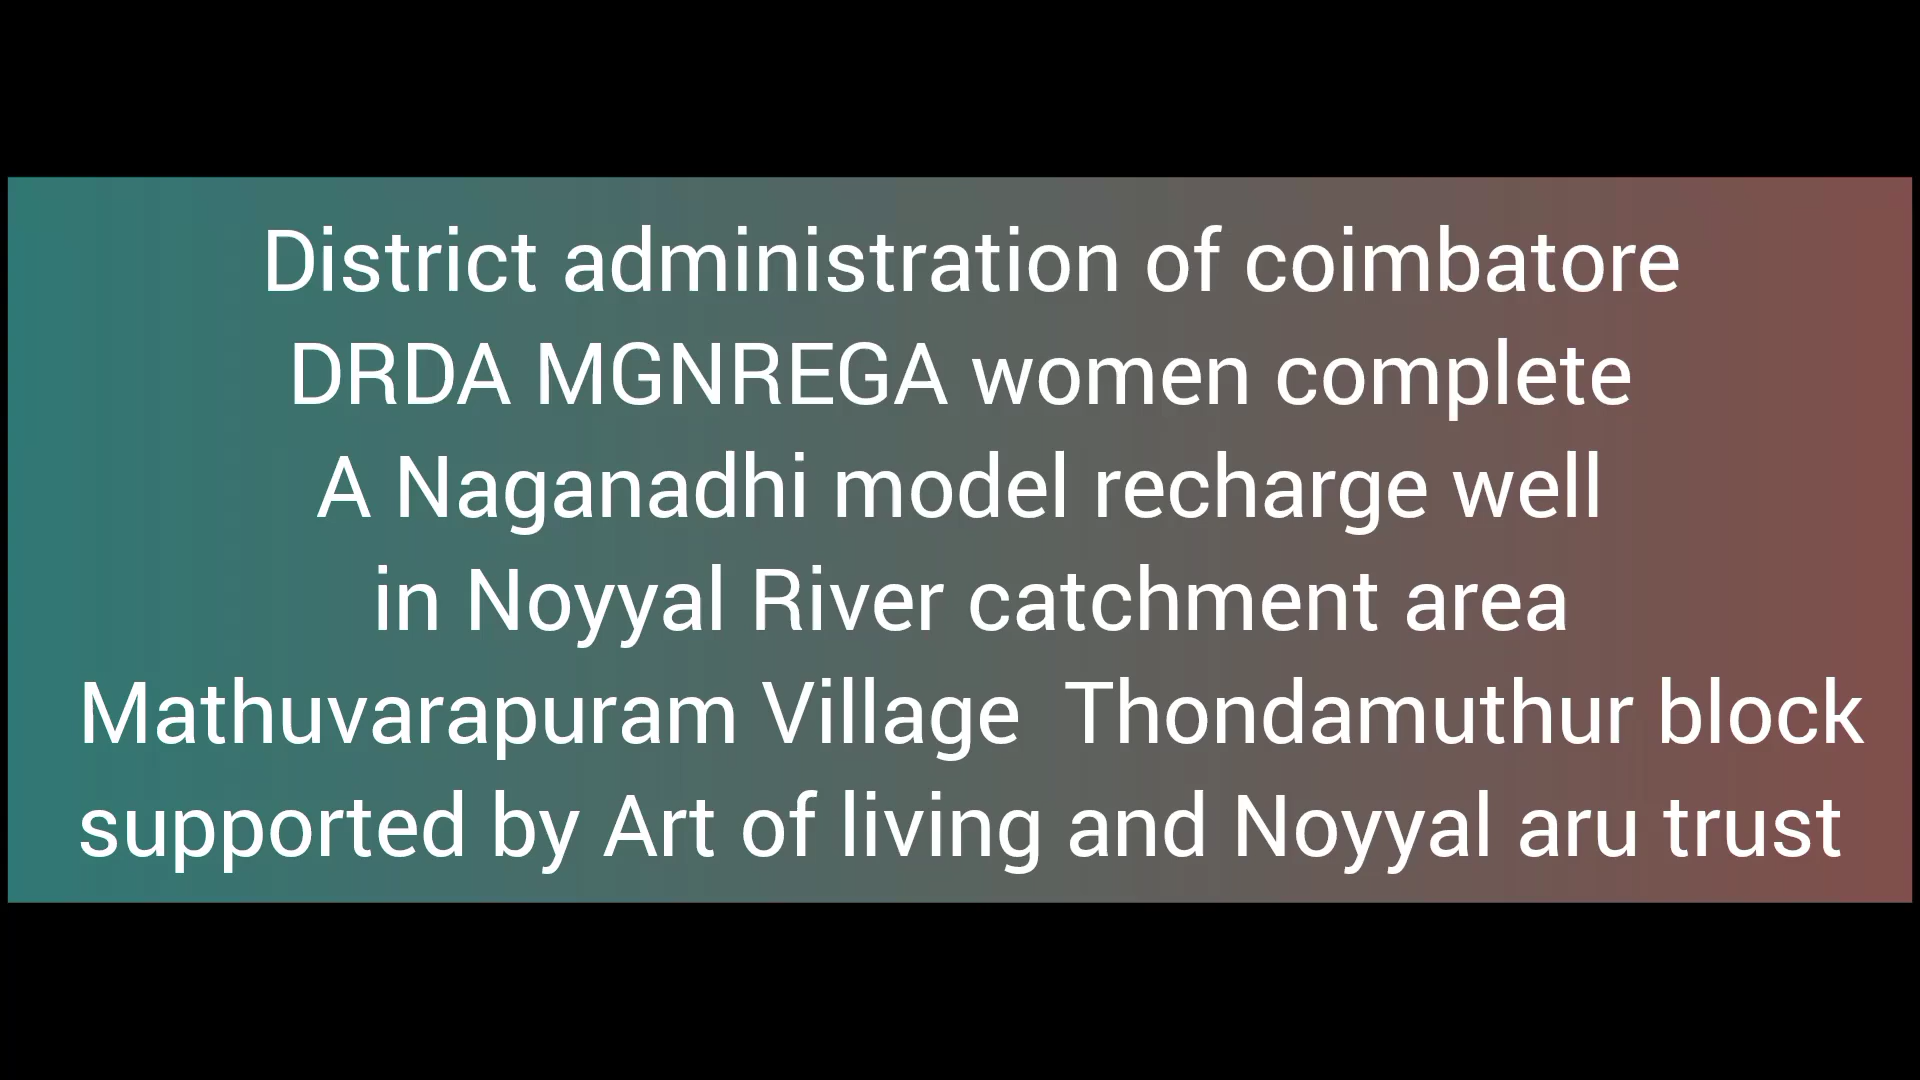 District administration of coimbatore
DRDA MGNREGA women complete
A Naganadhi model recharge well
in Noyyal River catchment area
Mathuvarapuram Village  Thondamuthur block
supported by Art of living and Noyyal aru trust